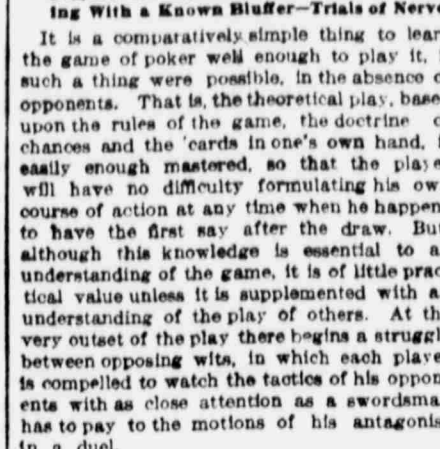 ing With a Known Bluffer—Trials of Nerve
It is a comparatively simple thing to lear
the game of poker well enough to play it, i
such a thing were possible, in the absence o
opponents. That is, the theoretical play, base
upon the rules of the game, the doctrine o
chances and the 'cards in one's own hand, i
easily enough mastered, so that the playe
will have no difficulty formulating his ow
course of action at any time when he happen
to have the first say after the draw. But
although this knowledge is essential to a
understanding of the game, it is of little prac
tical value unless it is supplemented with a
understanding of the play of others. At th
very outset of the play there begins a struggl
between opposing wits, in which each playe
is compelled to watch the tactics of his oppon
ents with as close attention as a swordsma
has to pay to the motions of his antagonis
in a duel.